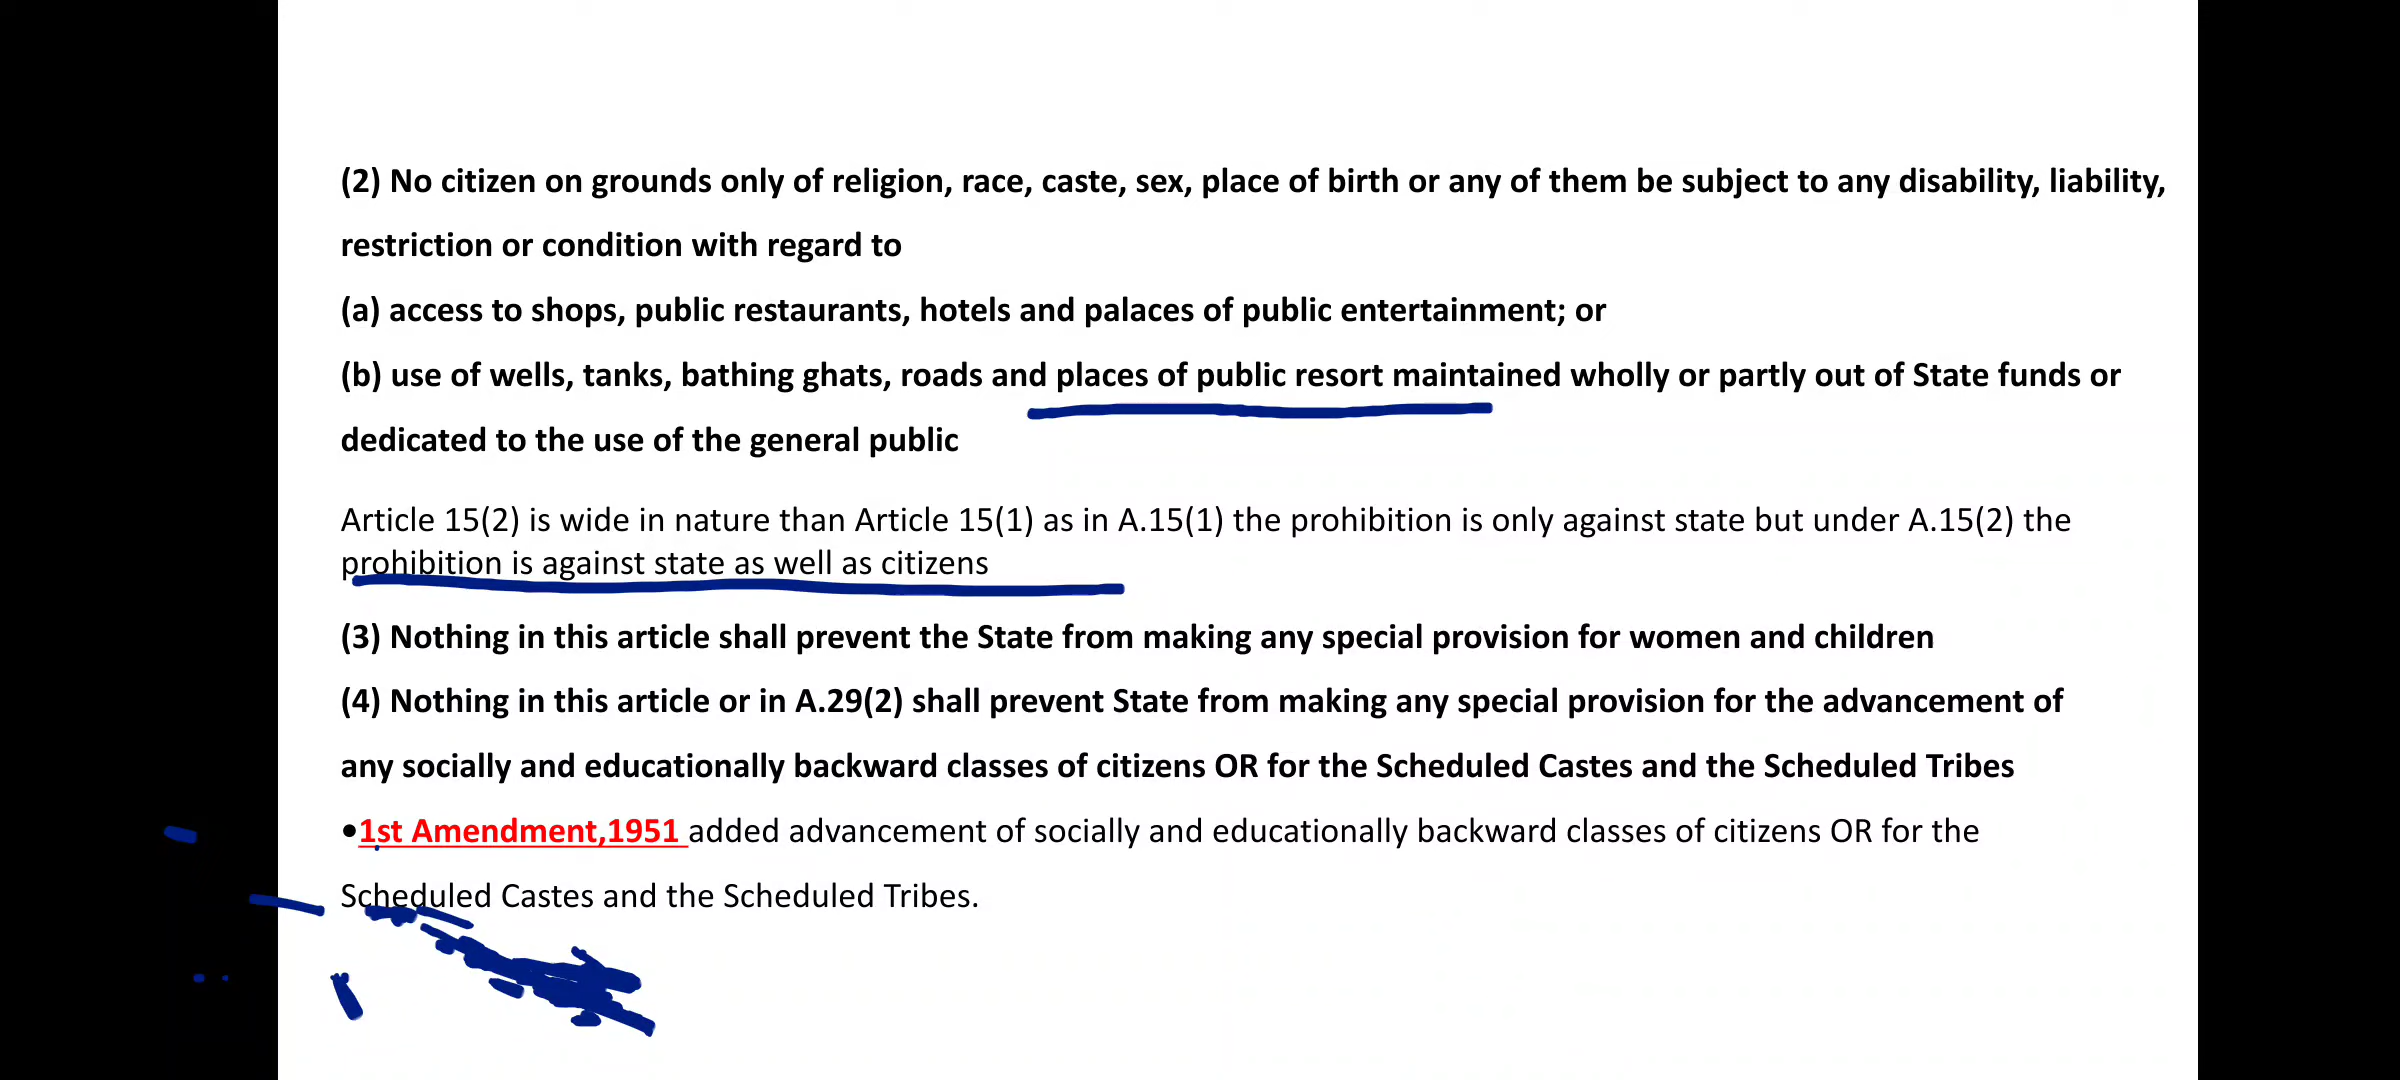 (2) No citizen on grounds only of religion, race, caste, sex, place of birth or any of them be subject to any disability, liability,
restriction or condition with regard to
(a) access to shops, public restaurants, hotels and palaces of public entertainment; or
(b) use of wells, tanks, bathing ghats, roads and places of public resort maintained wholly or partly out of State funds or
dedicated to the use of the general public
Article 15(2) is wide in nature than Article 15(1) as in A.15(1) the prohibition is only against state but under A.15(2) the
prohibition is against state as well as citizens
(3) Nothing in this article shall prevent the State from making any special provision for women and children
(4) Nothing in this article or in A.29(2) shall prevent State from making any special provision for the advancement of
any socially and educationally backward classes of citizens OR for the Scheduled Castes and the Scheduled Tribes
•1st Amendment,1951 added advancement of socially and educationally backward classes of citizens OR for the
Scheduled Castes and the Scheduled Tribes.